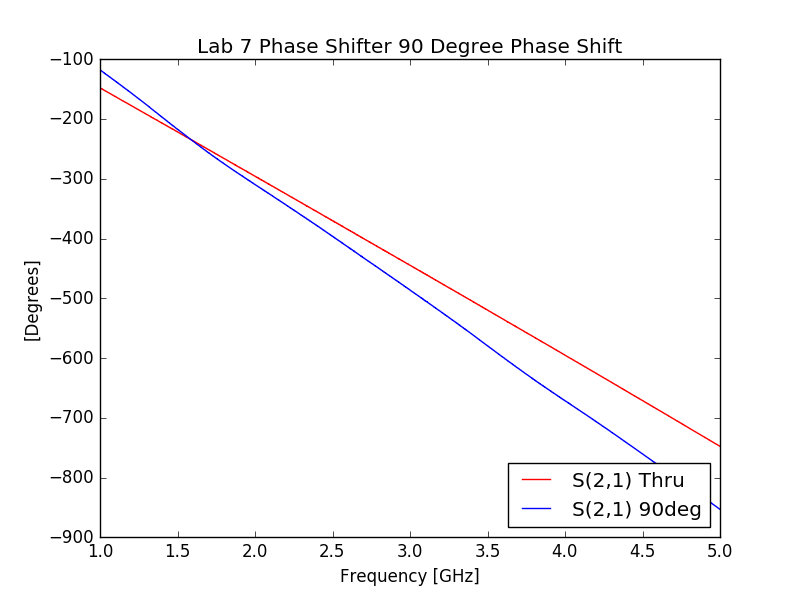 Lab 7 Phase Shifter 90 Degree Phase Shift
−100
−200
−300
−400
−500
−600
−700
−800
−900
[Degrees]
S(2,1) Thru
S(2,1) 90deg
1.0 1.5 2.0 2.5 3.0 3.5 4.0 4.5 5.0
Frequency [GHz]